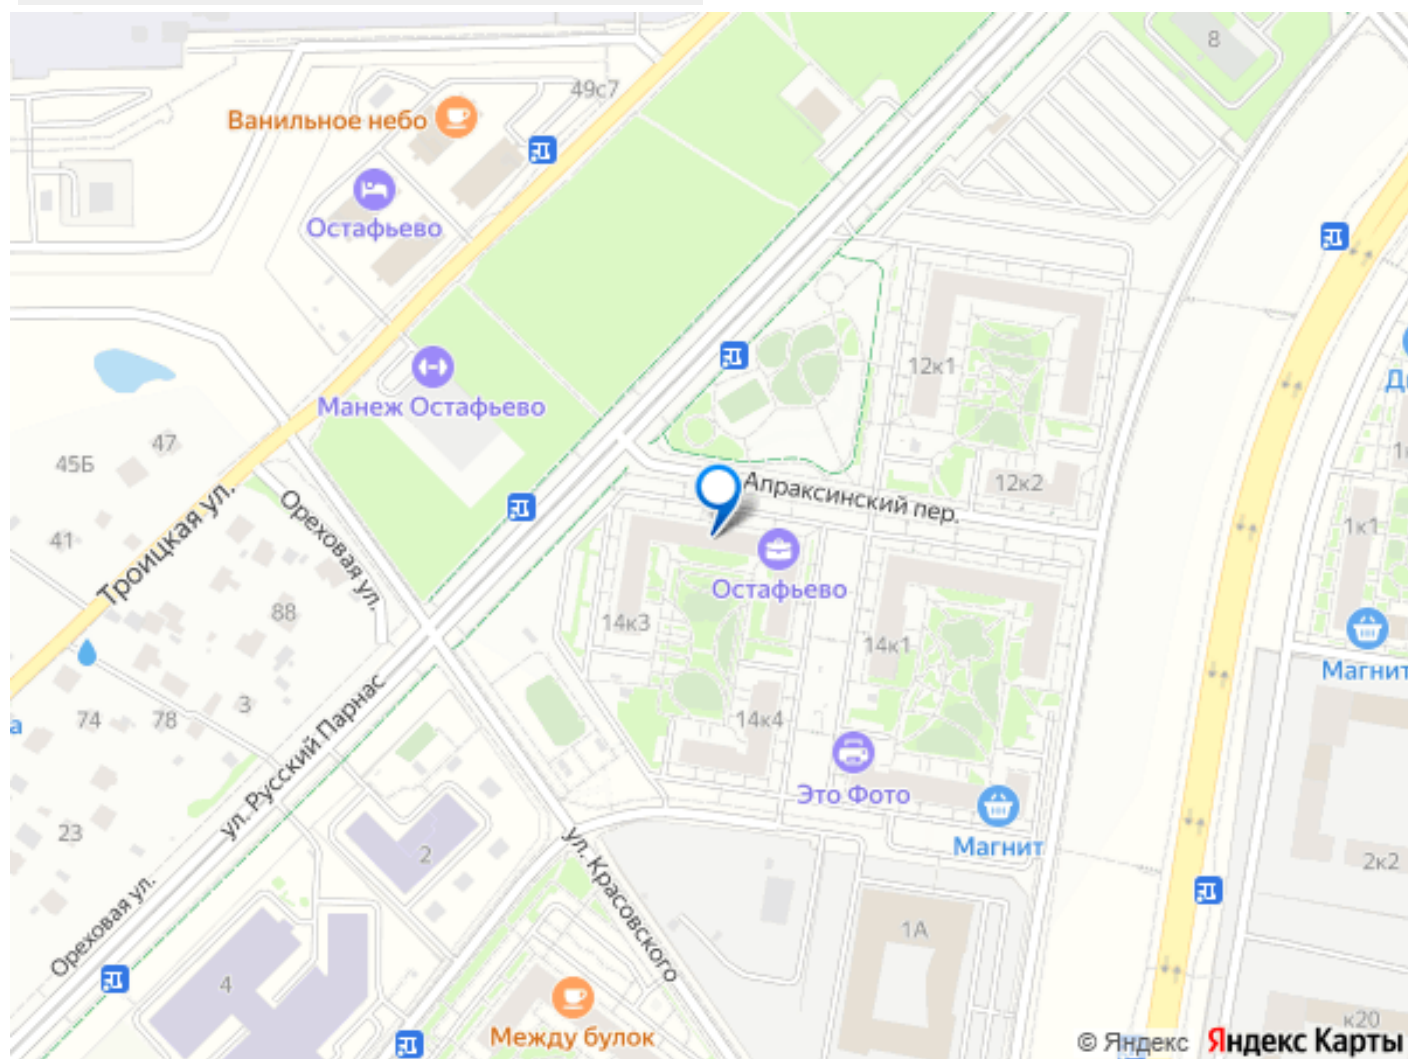 8
49с7
Ванильное небо
Остафьево
12к1
Манеж Остафьево
47
45Б
12к2
Апраксинский пер.
Троицкая ул.
Ореховая ул.
41
1к1
Остафьево
88
14к3
14к1
Магнит
3
74
78
14к4
ул. Русский Парнас
Это Фото
23
Магнит
2
2к2
ул. Красовского
Ореховая ул.
1А
4
к20
Между булок
© Яндекс Яндекс Карты